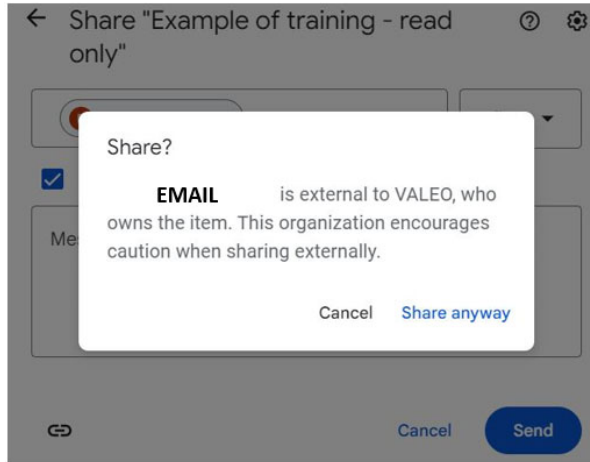 Share "Example of training - read
only"
Share?
EMAIL is external to VALEO, who
owns the item. This organization encourages
caution when sharing externally.
Me
Cancel Share anyway
Cancel Send